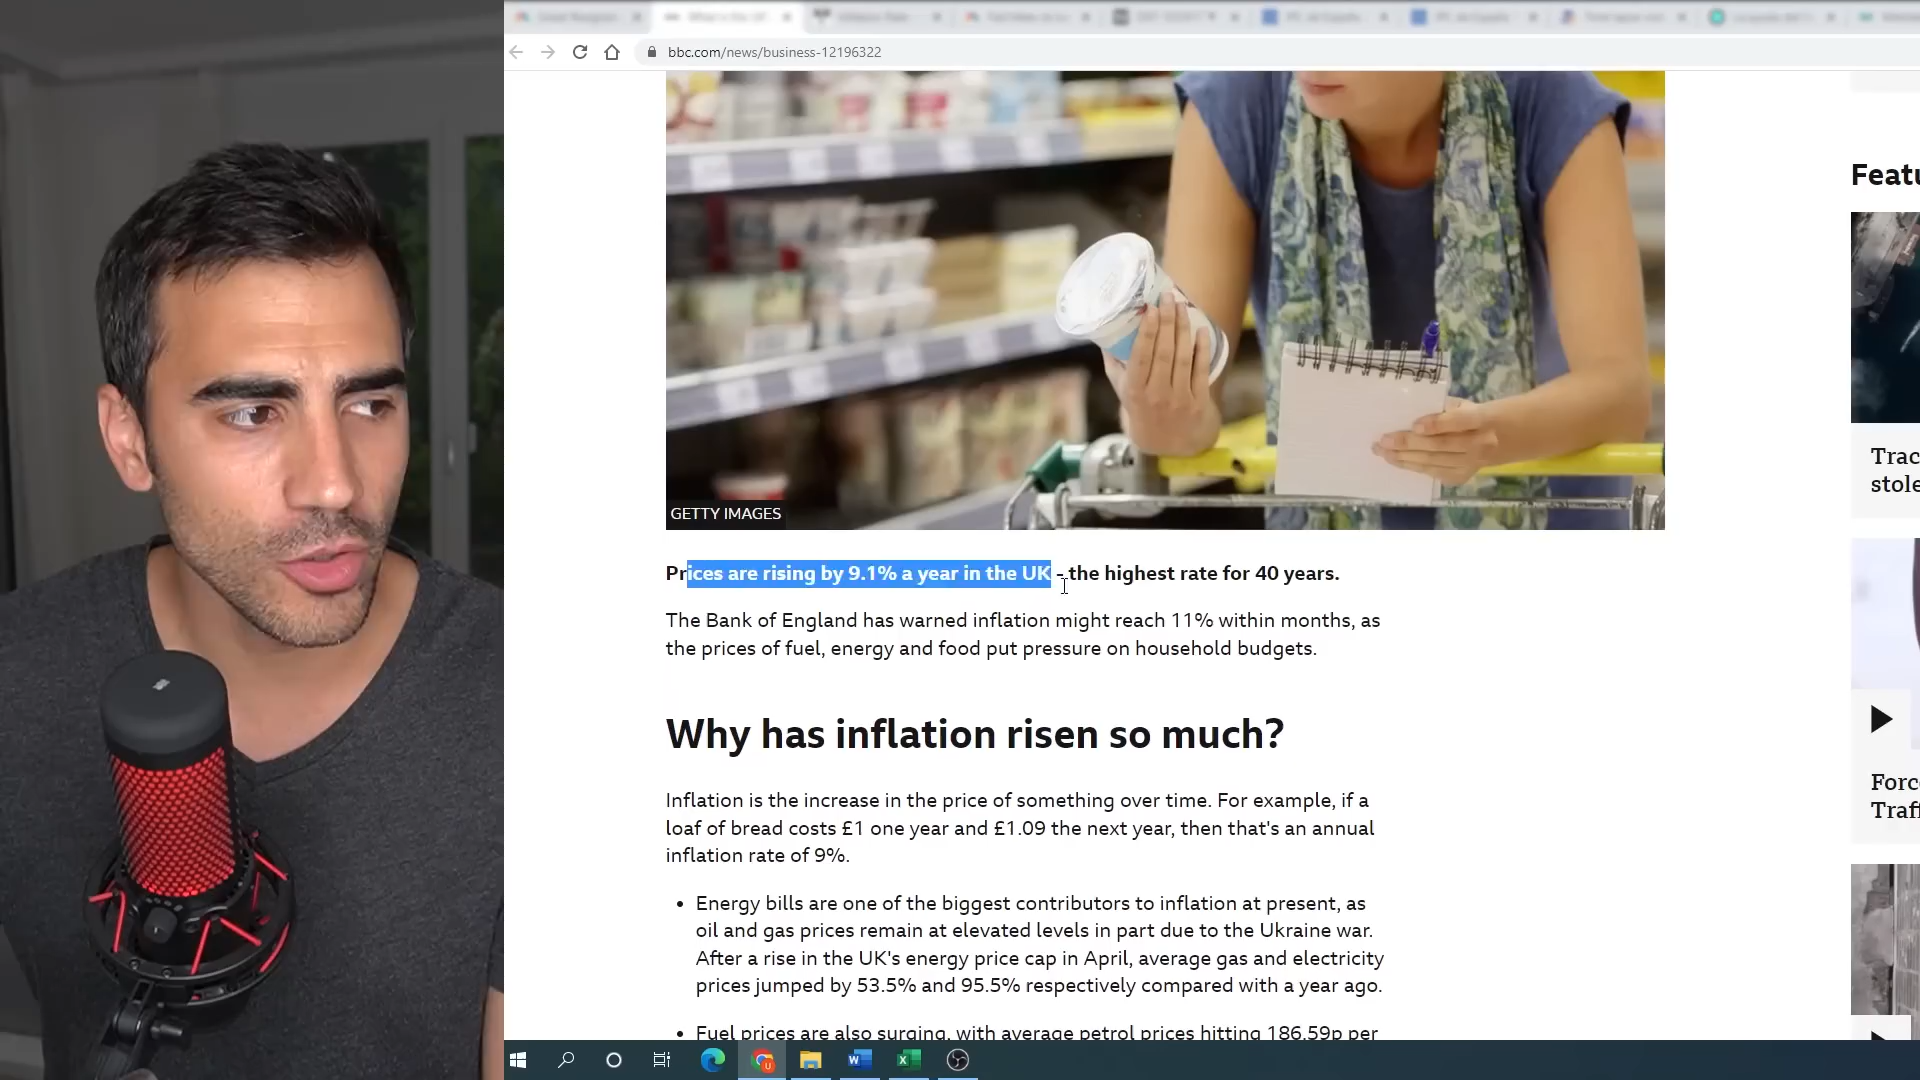 bbc.com/news/business-12196322
GETTY IMAGES
Prices are rising by 9.1% a year in the UK - the highest rate for 40 years.
The Bank of England has warned inflation might reach 11% within months, as
the prices of fuel, energy and food put pressure on household budgets.
Why has inflation risen so much?
Inflation is the increase in the price of something over time. For example, if a
loaf of bread costs £1 one year and £1.09 the next year, then that's an annual
inflation rate of 9%.
• Energy bills are one of the biggest contributors to inflation at present, as
oil and gas prices remain at elevated levels in part due to the Ukraine war.
After a rise in the UK's energy price cap in April, average gas and electricity
prices jumped by 53.5% and 95.5% respectively compared with a year ago.
• Fuel prices are also surging, with average petrol prices hitting 186.59p per
Featu
Trac
stole
Forc
Traff